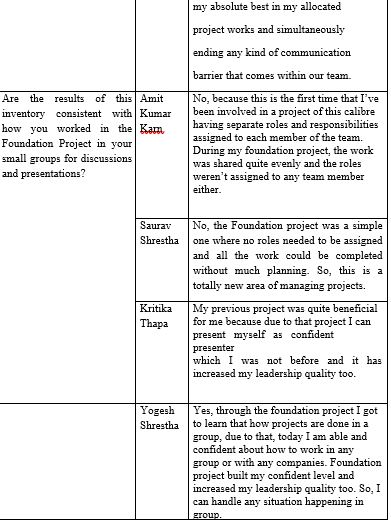 my absolute best in my allocated
project works and simultaneously
ending any kind of communication
barrier that comes within our team.
Are the results of this
inventory consistent with
how you worked in the
Foundation Project in your
small groups for discussions
and presentations?
Amit
Kumar
Karn
No, because this is the first time that I've
been involved in a project of this calibre
having separate roles and responsibilities
assigned to each member of the team.
During my foundation project, the work
was shared quite evenly and the roles
weren't assigned to any team member
either.
Saurav
Shrestha
No, the Foundation project was a simple
one where no roles needed to be assigned
and all the work could be completed
without much planning. So, this is a
totally new area of managing projects.
Kritika
Thapa
My previous project was quite beneficial
for me because due to that project I can
present myself as confident
presenter
which I was not before and it has
increased my leadership quality too.
Yogesh
Shrestha
Yes, through the foundation project I got
to learn that how projects are done in a
group, due to that, today I am able and
confident about how to work in any
group or with any companies. Foundation
project built my confident level and
increased my leadership quality too. So, I
can handle any situation happening in
group.